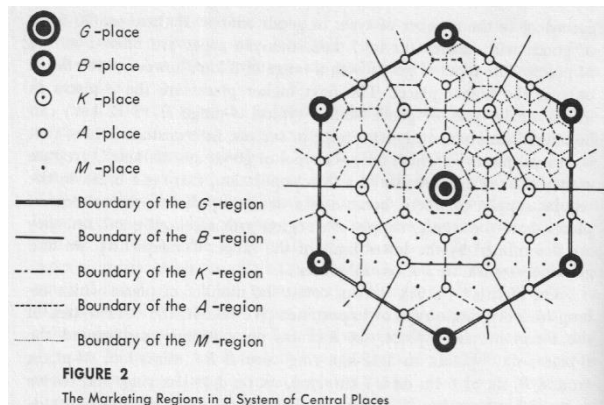 G-place
B-place
K-place
A-place
M-place
Boundary of the G-region
Boundary of the B-region
Boundary of the K-region
Boundary of the A-region
Boundary of the M-region
FIGURE 2
The Marketing Regions in a System of Central Places